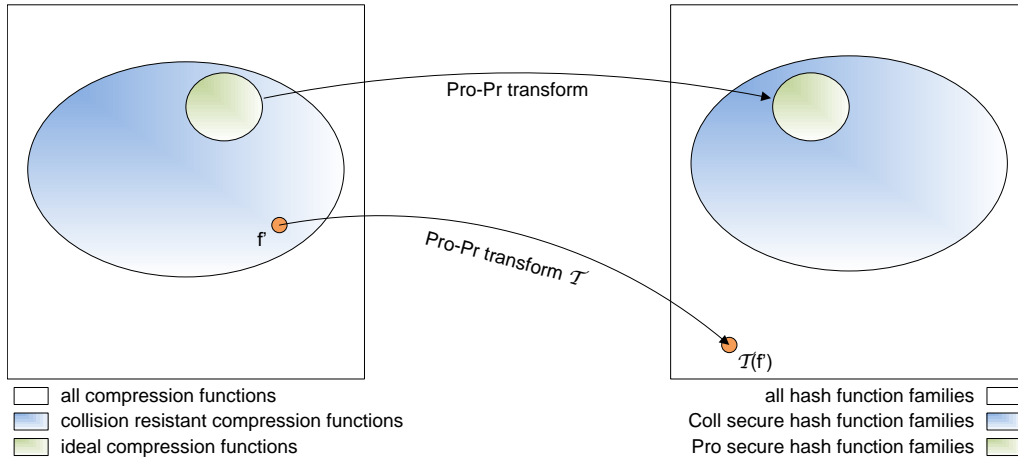 Pro-Pr transform
f'
Pro-Pr transform 𝒯
𝒯(f')
all compression functions
collision resistant compression functions
ideal compression functions
all hash function families
Coll secure hash function families
Pro secure hash function families